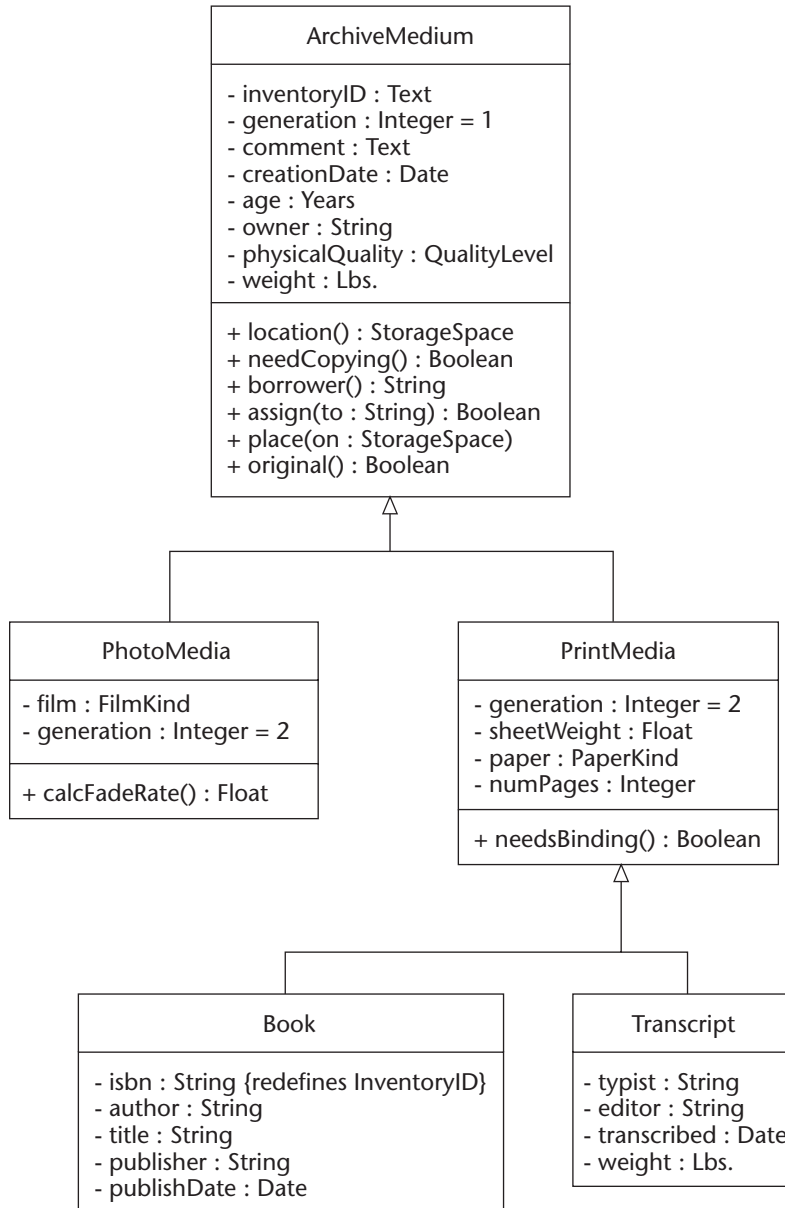 ArchiveMedium
- inventoryID : Text
- generation : Integer = 1
- comment : Text
- creationDate : Date
- age : Years
- owner : String
- physicalQuality : QualityLevel
- weight : Lbs.
+ location() : StorageSpace
+ needCopying() : Boolean
+ borrower() : String
+ assign(to : String) : Boolean
+ place(on : StorageSpace)
+ original() : Boolean
PhotoMedia
- film : FilmKind
- generation : Integer = 2
+ calcFadeRate() : Float
PrintMedia
- generation : Integer = 2
- sheetWeight : Float
- paper : PaperKind
- numPages : Integer
+ needsBinding() : Boolean
Book
- isbn : String {redefines InventoryID}
- author : String
- title : String
- publisher : String
- publishDate : Date
Transcript
- typist : String
- editor : String
- transcribed : Date
- weight : Lbs.